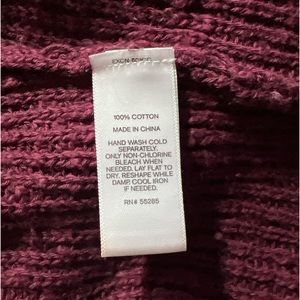 100% COTTON
MADE IN CHINA
HAND WASH COLD
SEPARATELY.
ONLY NON-CHLORINE
BLEACH WHEN
NEEDED. LAY FLAT TO
DRY. RESHAPE WHILE
DAMP. COOL IRON
IF NEEDED.
RN# 55285